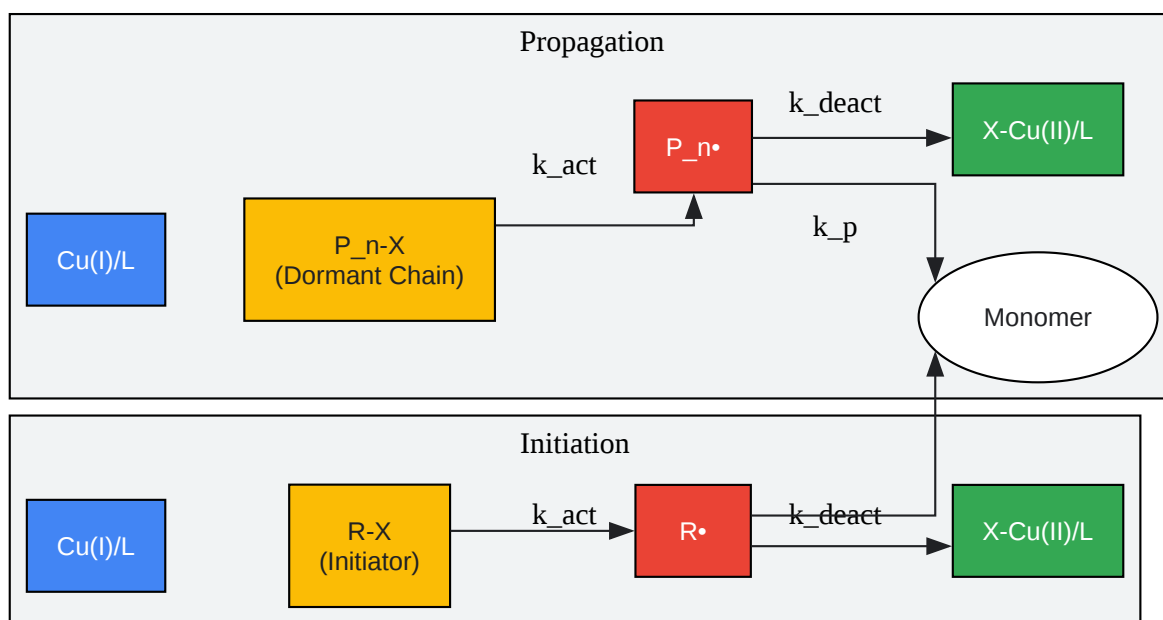 Propagation
k_deact
X-Cu(II)/L
P_n•
k_act
k_p
Cu(I)/L
P_n-X
(Dormant Chain)
Monomer
Initiation
Cu(I)/L
R-X
(Initiator)
k_act
R•
k_deact
X-Cu(II)/L